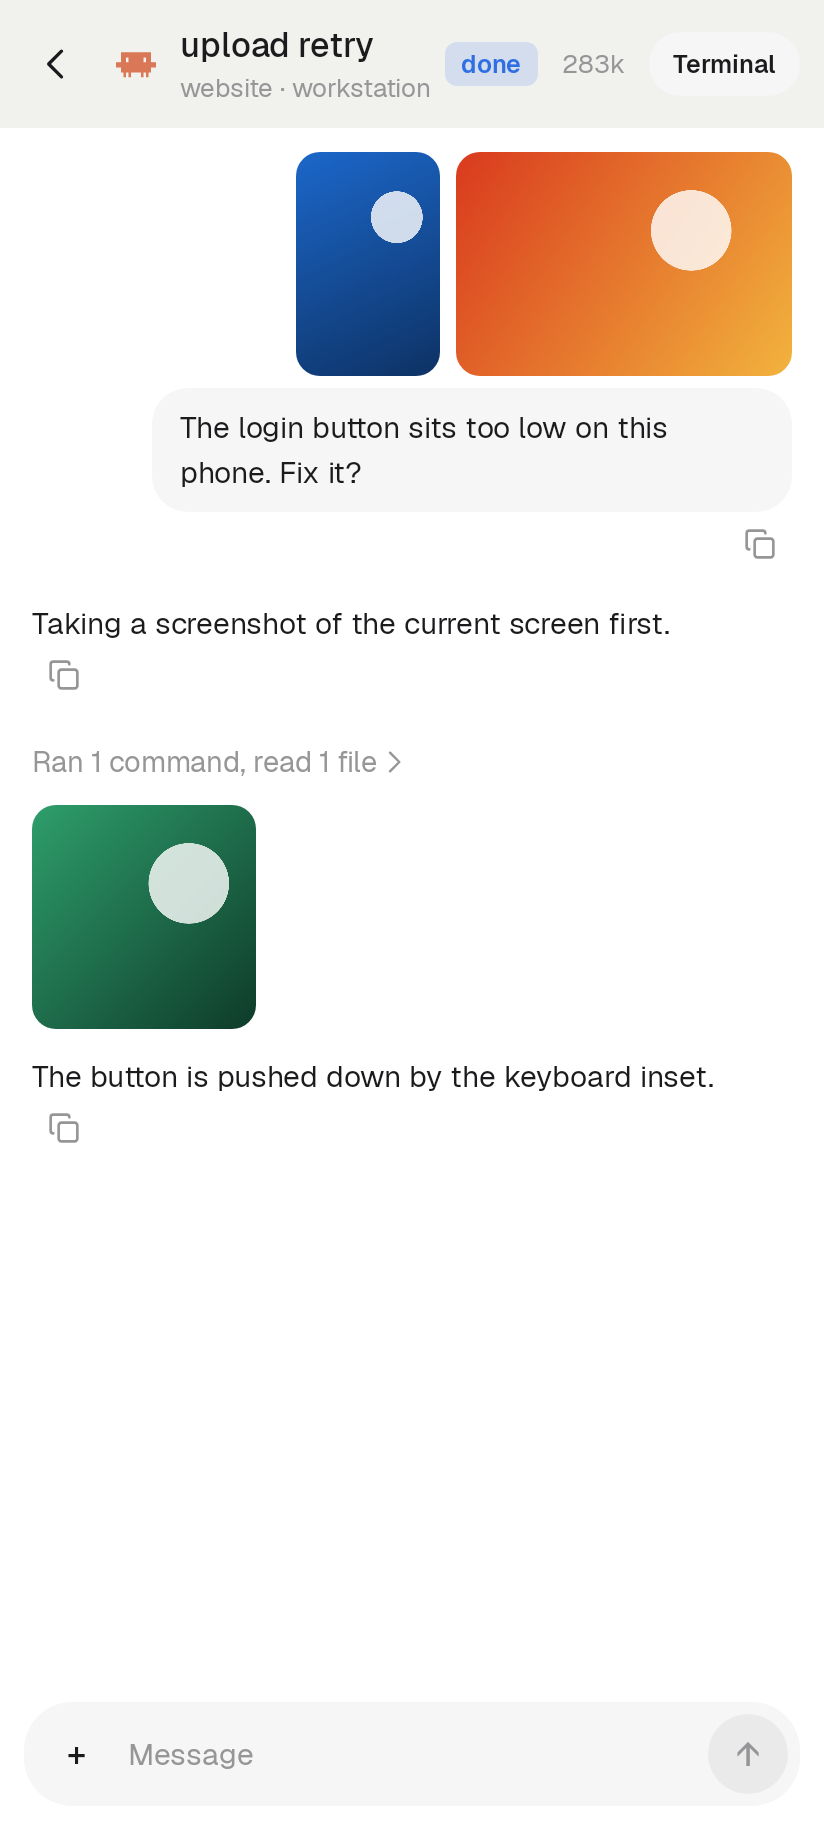 upload retry
website · workstation
done
283k
Terminal
The login button sits too low on this
phone. Fix it?
Taking a screenshot of the current screen first.
Ran 1 command, read 1 file
The button is pushed down by the keyboard inset.
+ Message